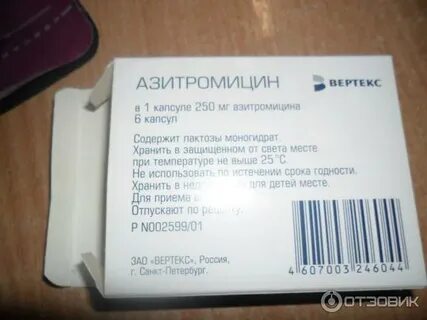 АЗИТРОМИЦИН
ВЕРТЕКС
в 1 капсуле 250 мг азитромицина
6 капсул
Содержит лактозы моногидрат.
Хранить в защищенном от света месте
при температуре не выше 25°C
Не использовать по истечении срока годности.
Хранить в для детей месте.
Для приема
Отпускают по
Р N002599/01
ЗАО «ВЕРТЕКС», Россия,
г. Санкт-Петербург.
4 607003 246044
ОТЗОВИК